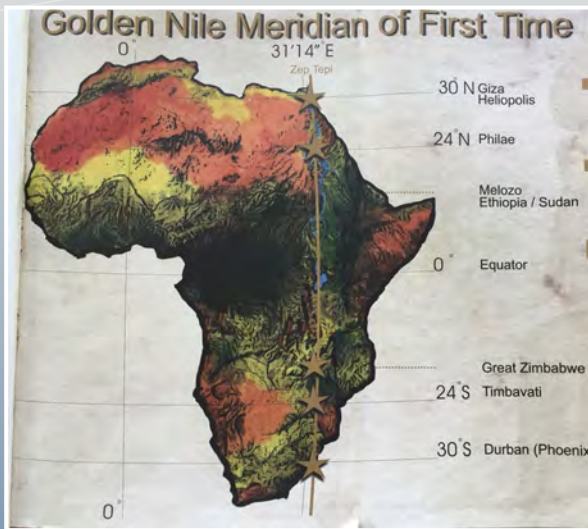 Golden Nile Meridian of First Time
0°
31°14" E
Zep Tepi
30°N Giza
Heliopolis
24°N Philae
Melozo
Ethiopia / Sudan
0° Equator
Great Zimbabwe
24°S Timbavati
30°S Durban (Phoenix
0°